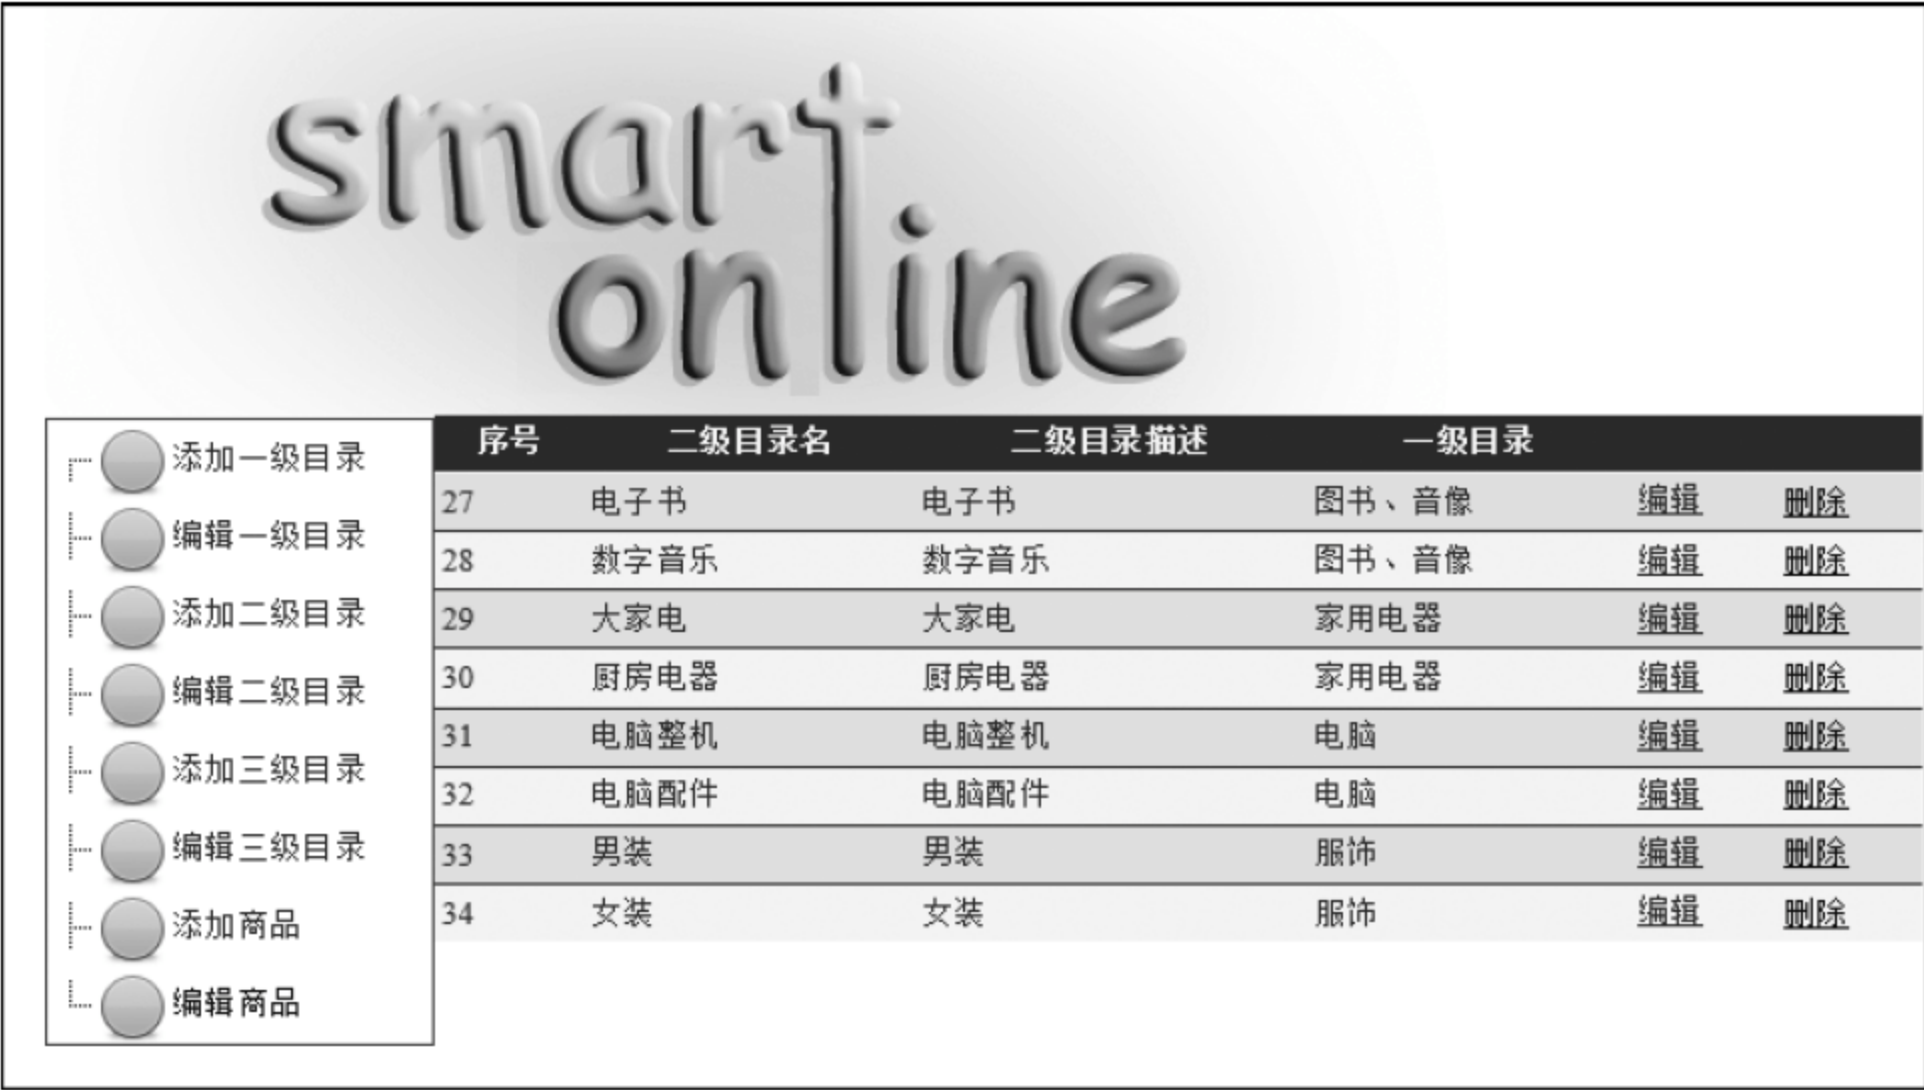 smart
online
添加一级目录
编辑一级目录
添加二级目录
编辑二级目录
添加三级目录
编辑三级目录
添加商品
编辑商品
序号 二级目录名 二级目录描述 一级目录
27 电子书 电子书 图书、音像 编辑 删除
28 数字音乐 数字音乐 图书、音像 编辑 删除
29 大家电 大家电 家用电器 编辑 删除
30 厨房电器 厨房电器 家用电器 编辑 删除
31 电脑整机 电脑整机 电脑 编辑 删除
32 电脑配件 电脑配件 电脑 编辑 删除
33 男装 男装 服饰 编辑 删除
34 女装 女装 服饰 编辑 删除